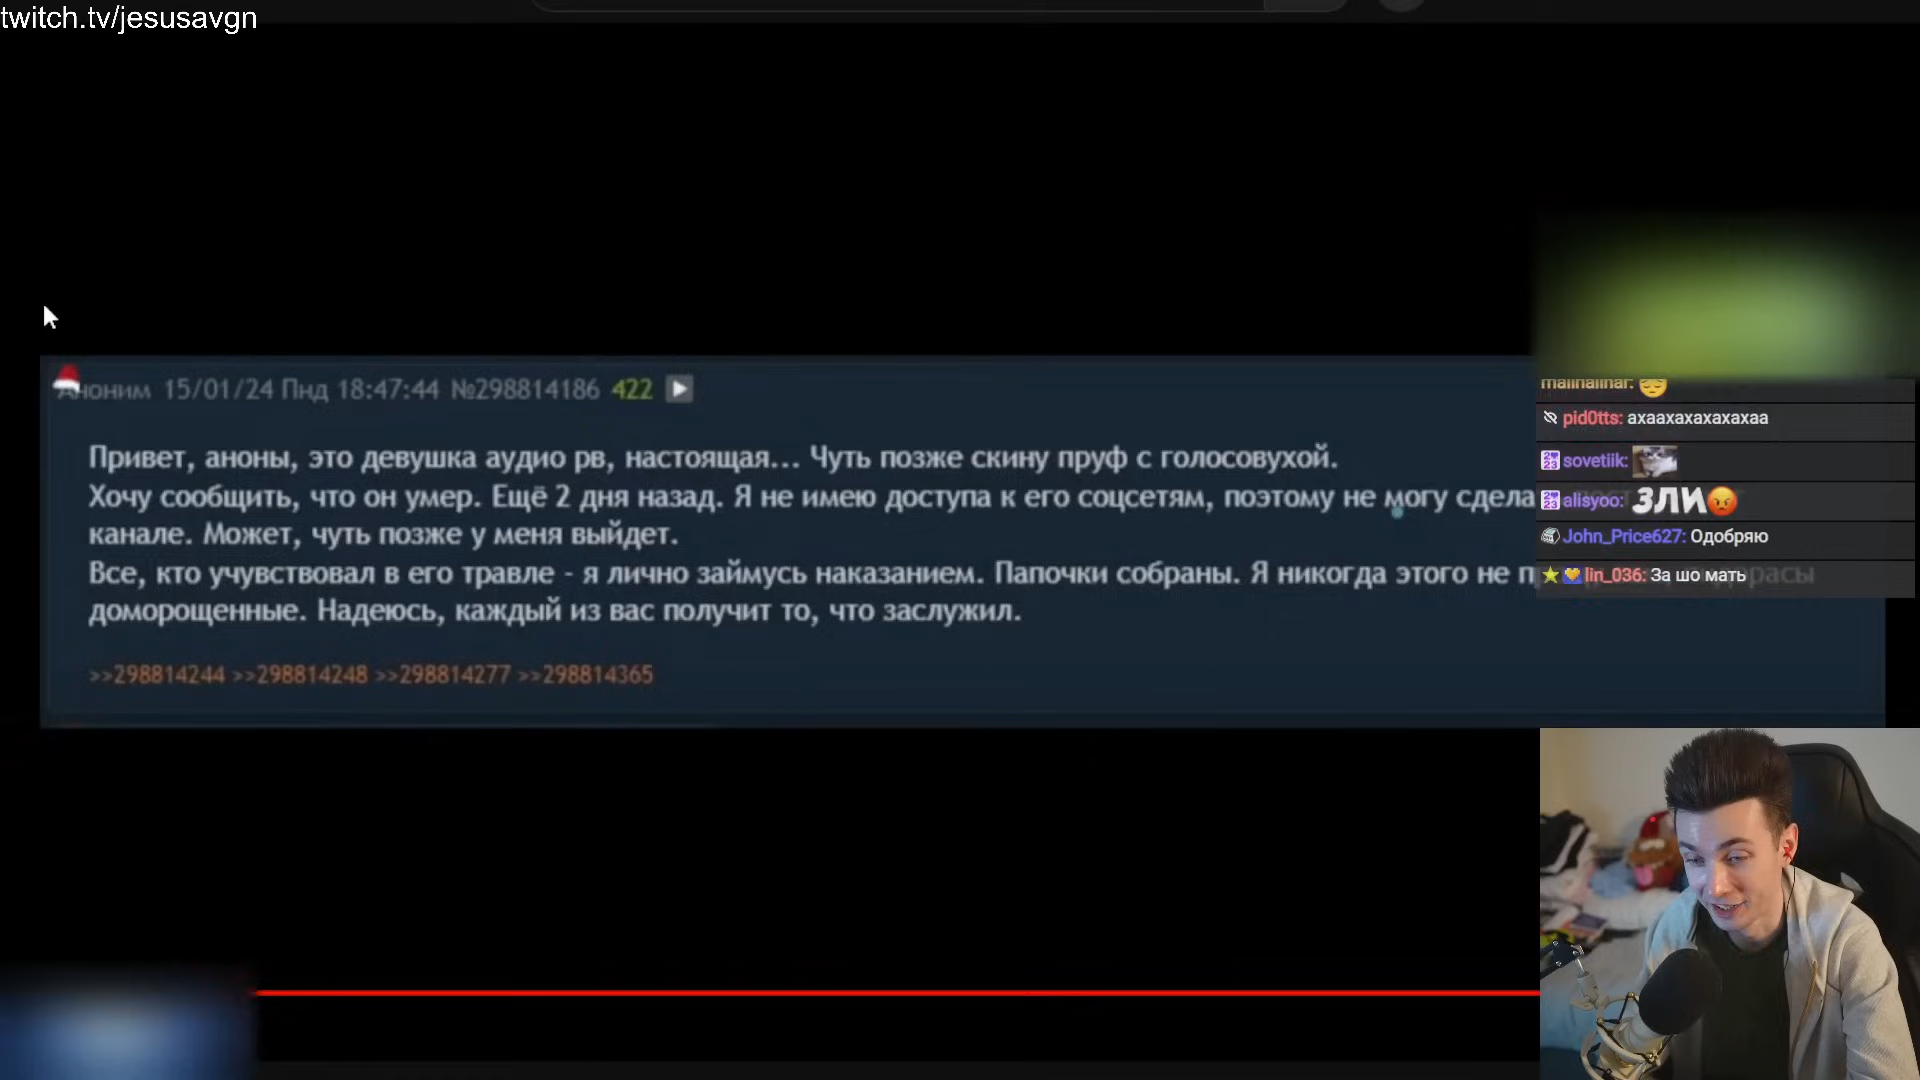 twitch.tv/jesusavgn
Аноним 15/01/24 Пнд 18:47:44 №298814186 422
Привет, аноны, это девушка аудио рв, настоящая... Чуть позже скину пруф с голосовухой.
Хочу сообщить, что он умер. Ещё 2 дня назад. Я не имею доступа к его соцсетям, поэтому не могу сдела
канале. Может, чуть позже у меня выйдет.
Все, кто учувствовал в его травле - я лично займусь наказанием. Папочки собраны. Я никогда этого не п
доморощенные. Надеюсь, каждый из вас получит то, что заслужил.
>>298814244 >>298814248 >>298814277 >>298814365
malinalinar:
pid0tts: ахаахахахахахаа
sovetiik:
alisyoo: ЗЛИ
John_Price627: Одобряю
lin_036: За шо мать